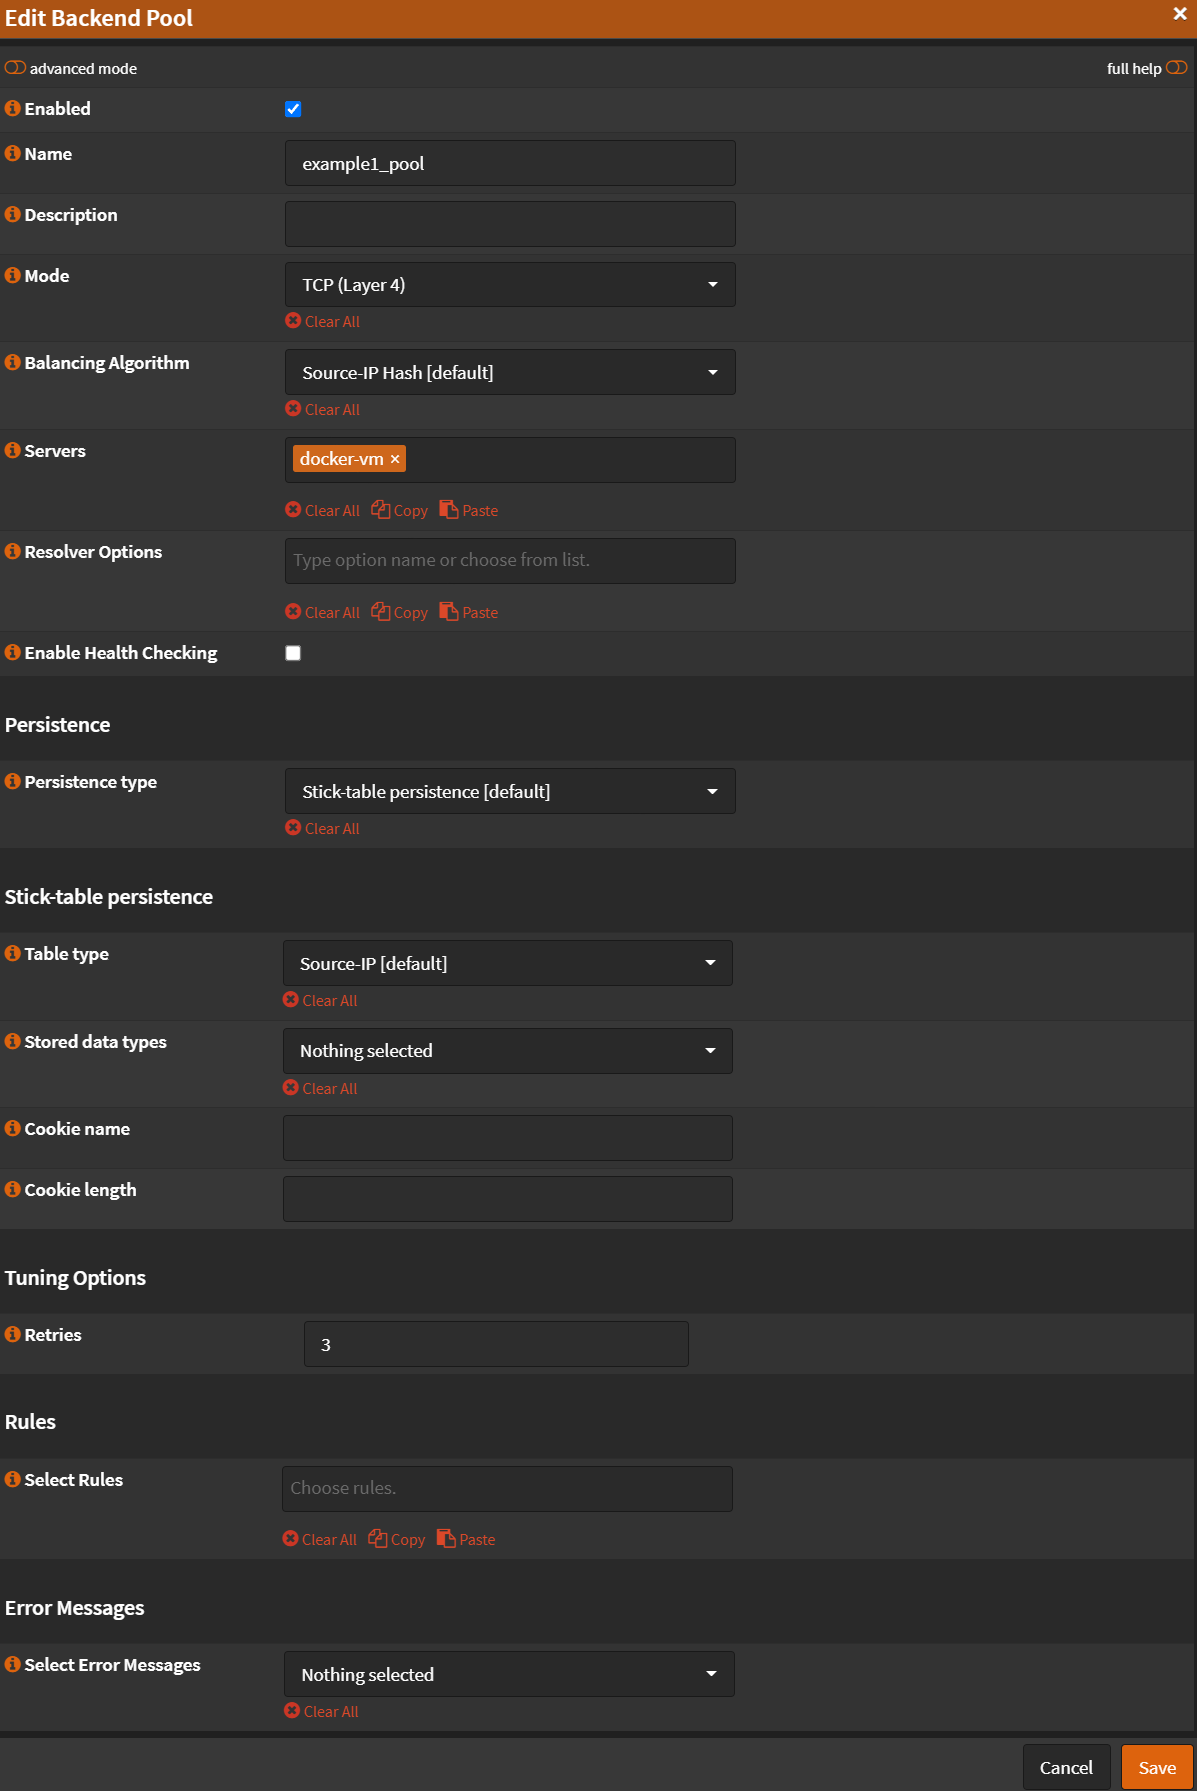 Edit Backend Pool ×
advanced mode full help
Enabled
Name example1_pool
Description
Mode TCP (Layer 4)
Clear All
Balancing Algorithm Source-IP Hash [default]
Clear All
Servers docker-vm ×
Clear All Copy Paste
Resolver Options Type option name or choose from list.
Clear All Copy Paste
Enable Health Checking
Persistence
Persistence type Stick-table persistence [default]
Clear All
Stick-table persistence
Table type Source-IP [default]
Clear All
Stored data types Nothing selected
Clear All
Cookie name
Cookie length
Tuning Options
Retries 3
Rules
Select Rules Choose rules.
Clear All Copy Paste
Error Messages
Select Error Messages Nothing selected
Clear All
Cancel Save